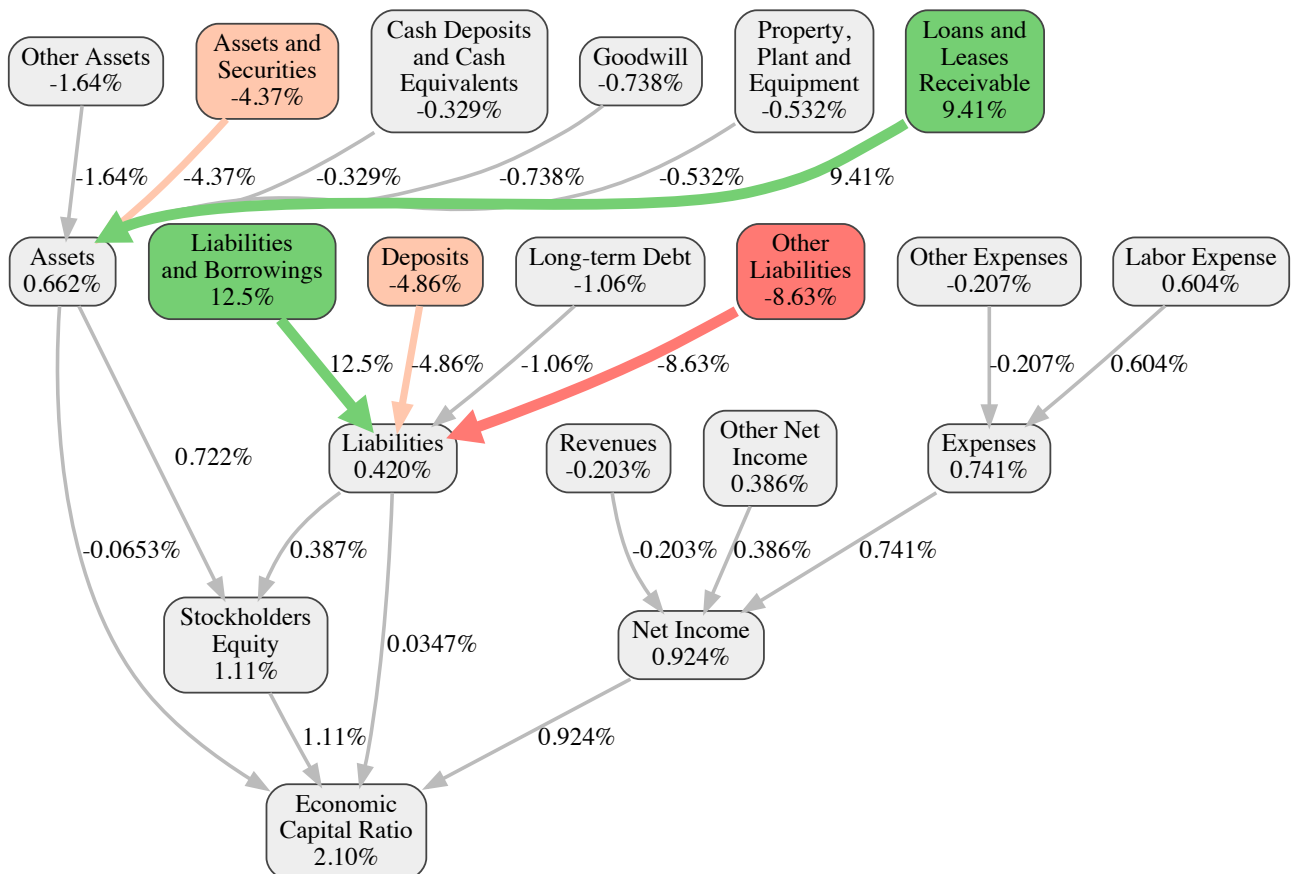 Other Assets
-1.64%
Assets and
Securities
-4.37%
Cash Deposits
and Cash
Equivalents
-0.329%
Goodwill
-0.738%
Property,
Plant and
Equipment
-0.532%
Loans and
Leases
Receivable
9.41%
-1.64%
-4.37%
-0.329%
-0.738%
-0.532%
9.41%
Assets
0.662%
Liabilities
and Borrowings
12.5%
Deposits
-4.86%
Long-term Debt
-1.06%
Other
Liabilities
-8.63%
Other Expenses
-0.207%
Labor Expense
0.604%
12.5%
-4.86%
-1.06%
-8.63%
-0.207%
0.604%
0.722%
Liabilities
0.420%
Revenues
-0.203%
Other Net
Income
0.386%
Expenses
0.741%
-0.0653%
0.387%
-0.203%
0.386%
0.741%
Stockholders
Equity
1.11%
0.0347%
Net Income
0.924%
1.11%
0.924%
Economic
Capital Ratio
2.10%